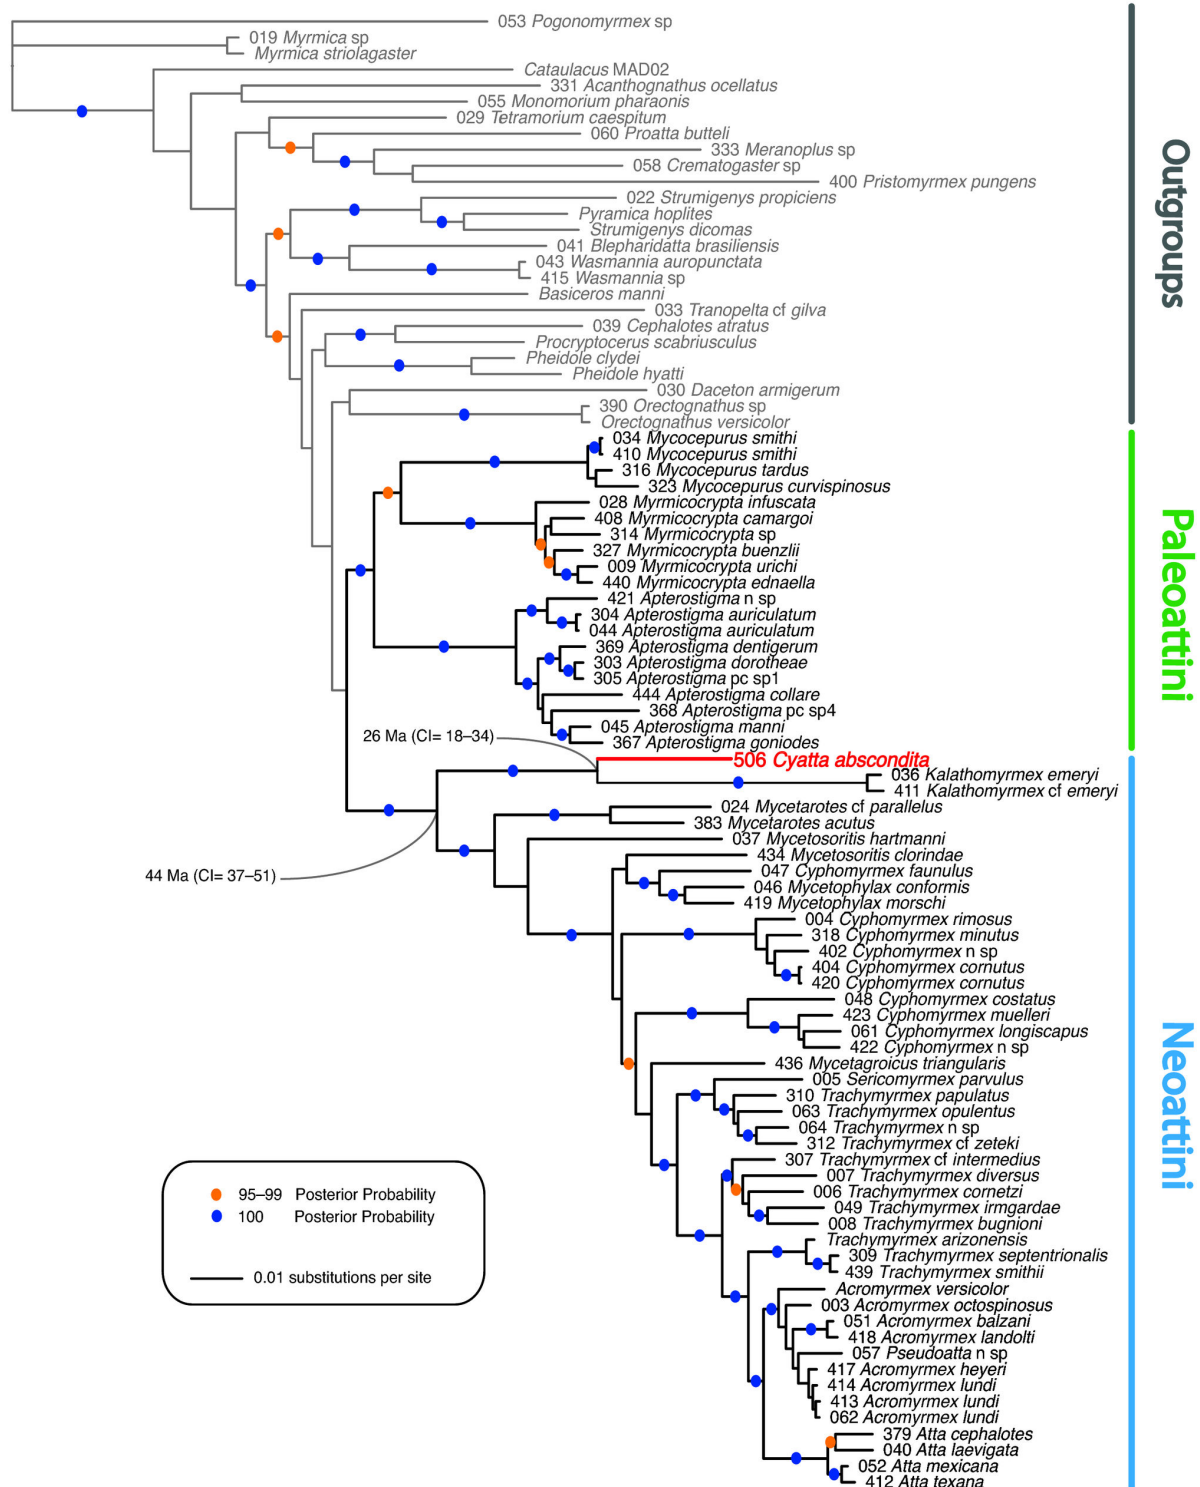 053 Pogonomyrmex sp
019 Myrmica sp
Myrmica striolagaster
Cataulacus MAD02
331 Acanthognathus ocellatus
055 Monomorium pharaonis
029 Tetramorium caespitum
060 Proatta butteli
333 Meranoplus sp
058 Crematogaster sp
400 Pristomyrmex pungens
022 Strumigenys propiciens
Pyramica hoplites
Strumigenys dicomas
041 Blepharidatta brasiliensis
043 Wasmannia auropunctata
415 Wasmannia sp
Basiceros manni
033 Tranopelta cf gilva
039 Cephalotes atratus
Procryptocerus scabriusculus
Pheidole clydei
Pheidole hyatti
030 Daceton armigerum
390 Orectognathus sp
Orectognathus versicolor
Outgroups
034 Mycocepurus smithi
410 Mycocepurus smithi
316 Mycocepurus tardus
323 Mycocepurus curvispinosus
028 Myrmicocrypta infuscata
408 Myrmicocrypta camargoi
314 Myrmicocrypta sp
327 Myrmicocrypta buenzlii
009 Myrmicocrypta urichi
440 Myrmicocrypta ednaella
421 Apterostigma n sp
304 Apterostigma auriculatum
044 Apterostigma auriculatum
369 Apterostigma dentigerum
303 Apterostigma dorotheae
305 Apterostigma pc sp1
444 Apterostigma collare
368 Apterostigma pc sp4
045 Apterostigma manni
367 Apterostigma goniodes
Paleoattini
26 Ma (CI= 18–34)
506 Cyatta abscondita
036 Kalathomyrmex emeryi
411 Kalathomyrmex cf emeryi
024 Mycetarotes cf parallelus
383 Mycetarotes acutus
037 Mycetosoritis hartmanni
434 Mycetosoritis clorindae
047 Cyphomyrmex faunulus
44 Ma (CI= 37–51)
046 Mycetophylax conformis
419 Mycetophylax morschi
004 Cyphomyrmex rimosus
318 Cyphomyrmex minutus
402 Cyphomyrmex n sp
404 Cyphomyrmex cornutus
420 Cyphomyrmex cornutus
048 Cyphomyrmex costatus
423 Cyphomyrmex muelleri
061 Cyphomyrmex longiscapus
422 Cyphomyrmex n sp
436 Mycetagroicus triangularis
005 Sericomyrmex parvulus
310 Trachymyrmex papulatus
063 Trachymyrmex opulentus
064 Trachymyrmex n sp
312 Trachymyrmex cf zeteki
307 Trachymyrmex cf intermedius
007 Trachymyrmex diversus
006 Trachymyrmex cornetzi
049 Trachymyrmex irmgardae
008 Trachymyrmex bugnioni
Trachymyrmex arizonensis
309 Trachymyrmex septentrionalis
439 Trachymyrmex smithii
Acromyrmex versicolor
003 Acromyrmex octospinosus
051 Acromyrmex balzani
418 Acromyrmex landolti
057 Pseudoatta n sp
417 Acromyrmex heyeri
414 Acromyrmex lundi
413 Acromyrmex lundi
062 Acromyrmex lundi
379 Atta cephalotes
040 Atta laevigata
052 Atta mexicana
412 Atta texana
Neoattini
95–99 Posterior Probability
100 Posterior Probability
0.01 substitutions per site